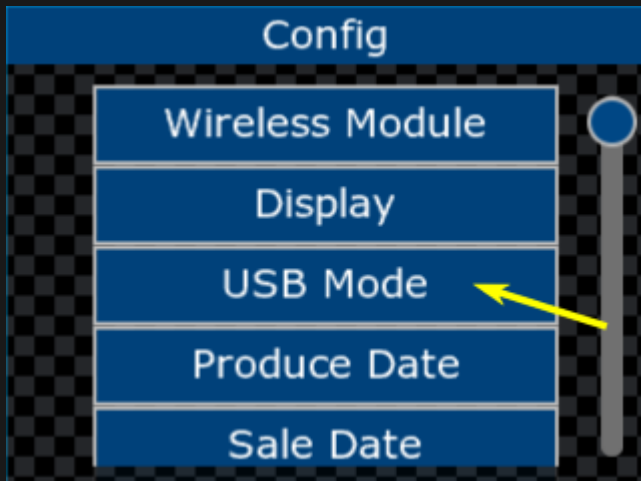 Config
Wireless Module
Display
USB Mode
Produce Date
Sale Date